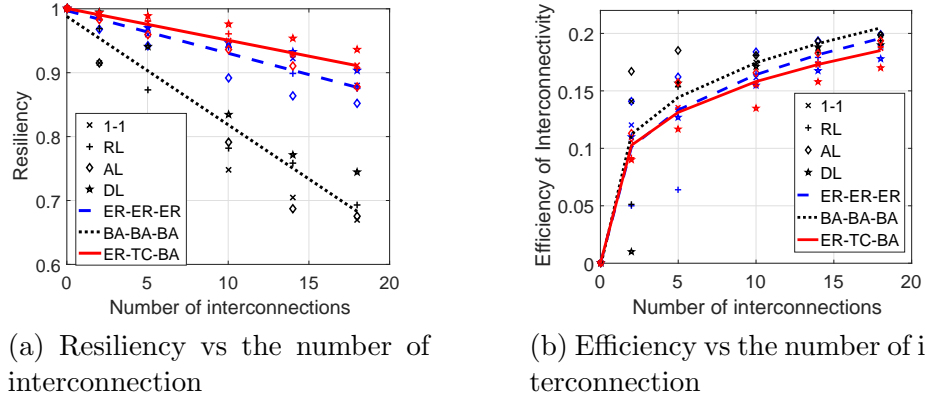 1
0.9
0.8
0.7
0.6
Resiliency
1-1
RL
AL
DL
ER-ER-ER
BA-BA-BA
ER-TC-BA
0 5 10 15 20
Number of interconnections
(a) Resiliency vs the number of
interconnection
0.2
0.15
0.1
0.05
0
Efficiency of Interconnectivity
1-1
RL
AL
DL
ER-ER-ER
BA-BA-BA
ER-TC-BA
0 5 10 15 20
Number of interconnections
(b) Efficiency vs the number of i
terconnection